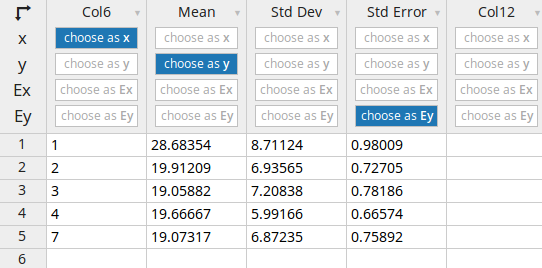 Col6 Mean Std Dev Std Error Col12
x choose as x choose as x choose as x choose as x choose as x
y choose as y choose as y choose as y choose as y choose as y
Ex choose as Ex choose as Ex choose as Ex choose as Ex choose as Ex
Ey choose as Ey choose as Ey choose as Ey choose as Ey choose as Ey
1 1 28.68354 8.71124 0.98009
2 2 19.91209 6.93565 0.72705
3 3 19.05882 7.20838 0.78186
4 4 19.66667 5.99166 0.66574
5 7 19.07317 6.87235 0.75892
6